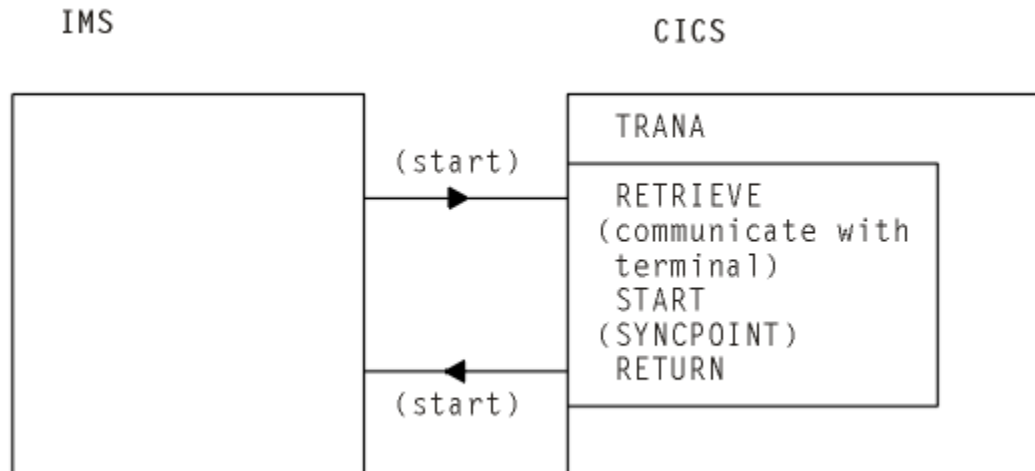 IMS
CICS
TRANA
(start)
RETRIEVE
(communicate with
terminal)
START
(SYNCPOINT)
RETURN
(start)